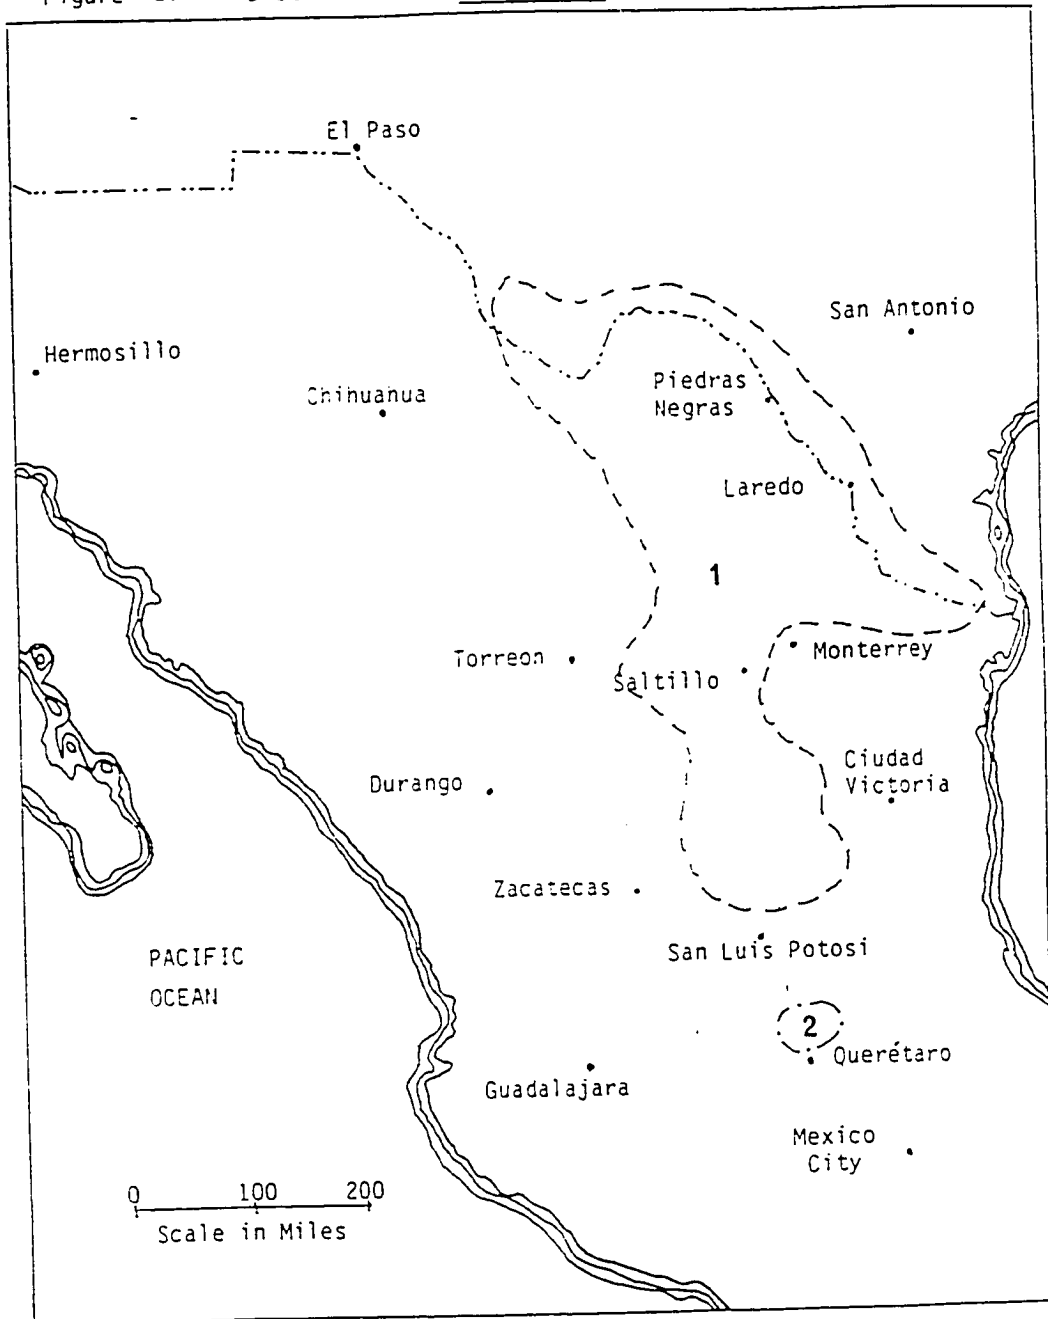 Figure
El Paso
San Antonio
Hermosillo
Chihuahua
Piedras
Negras
Laredo
1
Torreon
Saltillo
Monterrey
Ciudad
Victoria
Durango
Zacatecas
San Luis Potosi
PACIFIC
OCEAN
2
Querétaro
Guadalajara
Mexico
City
0 100 200
Scale in Miles